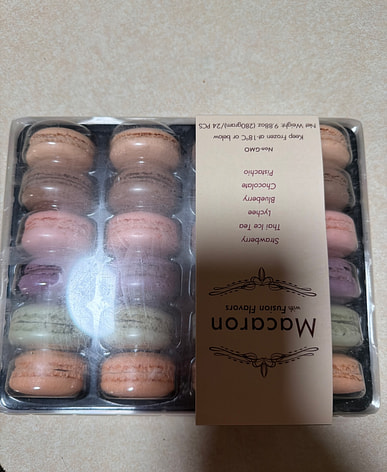 Macaron
with Fusion Flavors
Strawberry
Thai Ice Tea
Lychee
Blueberry
Chocolate
Pistachio
Non-GMO
Keep Frozen at -18°C or below
Net Weight 9.88oz (280gram)/24 PCS